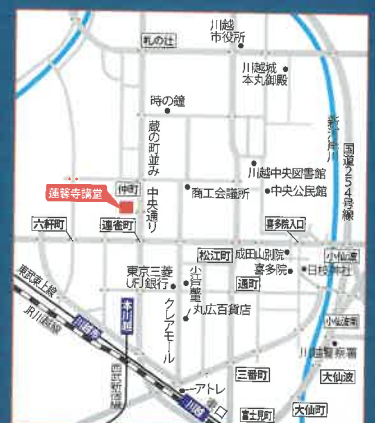 川越
市役所
札の辻
川越城
本丸御殿
時の鐘
蔵の町並み
新河岸川
国道254号線
川越中央図書館
仲町
蓮馨寺講堂
中央通り
商工会議所
中央公民館
六軒町
連雀町
喜多院入口
松江町
成田山別院
小仙波
喜多院
日枝神社
東武東上線
東京三菱
UFJ銀行
小江戸蔵里
通町
JR川越線
川越市
本川越
クレアモール
丸広百貨店
小仙波南
川越警察署
西武新宿線
三番町
大仙波
アトレ
川越
東口
富士見町
大仙町